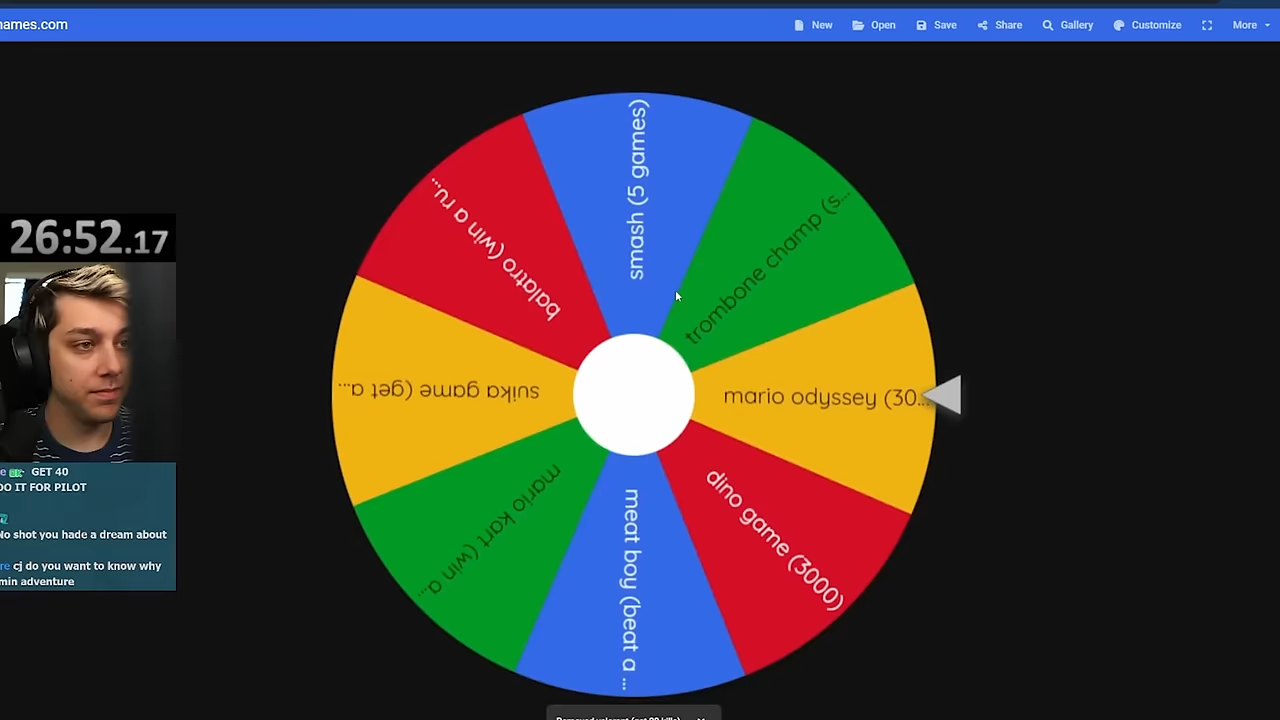 names.com
New
Open
Save
Share
Gallery
Customize
More
26:52.17
GET 40
DO IT FOR PILOT
No shot you hade a dream about
cj do you want to know why
min adventure
smash (5 games)
trombone champ (s...
mario odyssey (30...
dino game (3000)
meat boy (beat a ...
mario kart (win a...
suika game (get a...
balatro (win a ru...